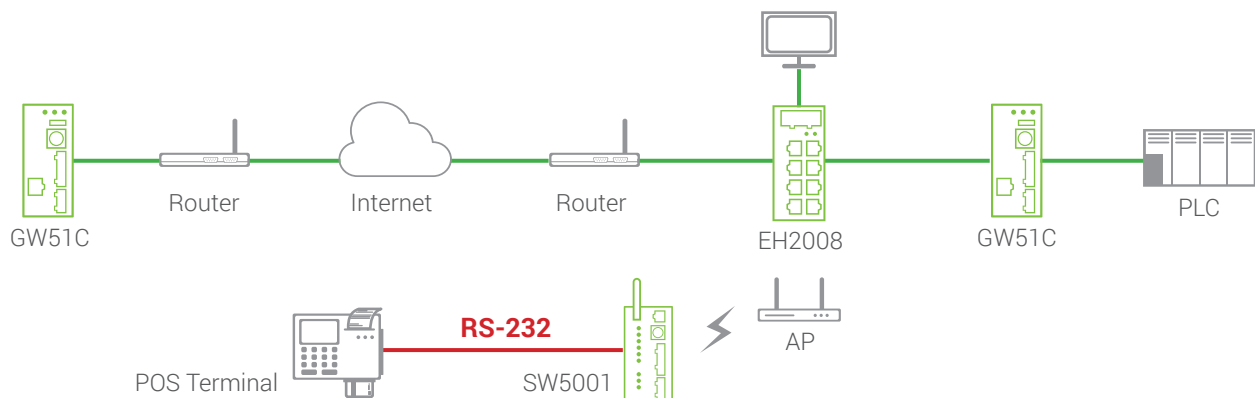 GW51C
Router
Internet
Router
EH2008
GW51C
PLC
RS-232
POS Terminal
SW5001
AP